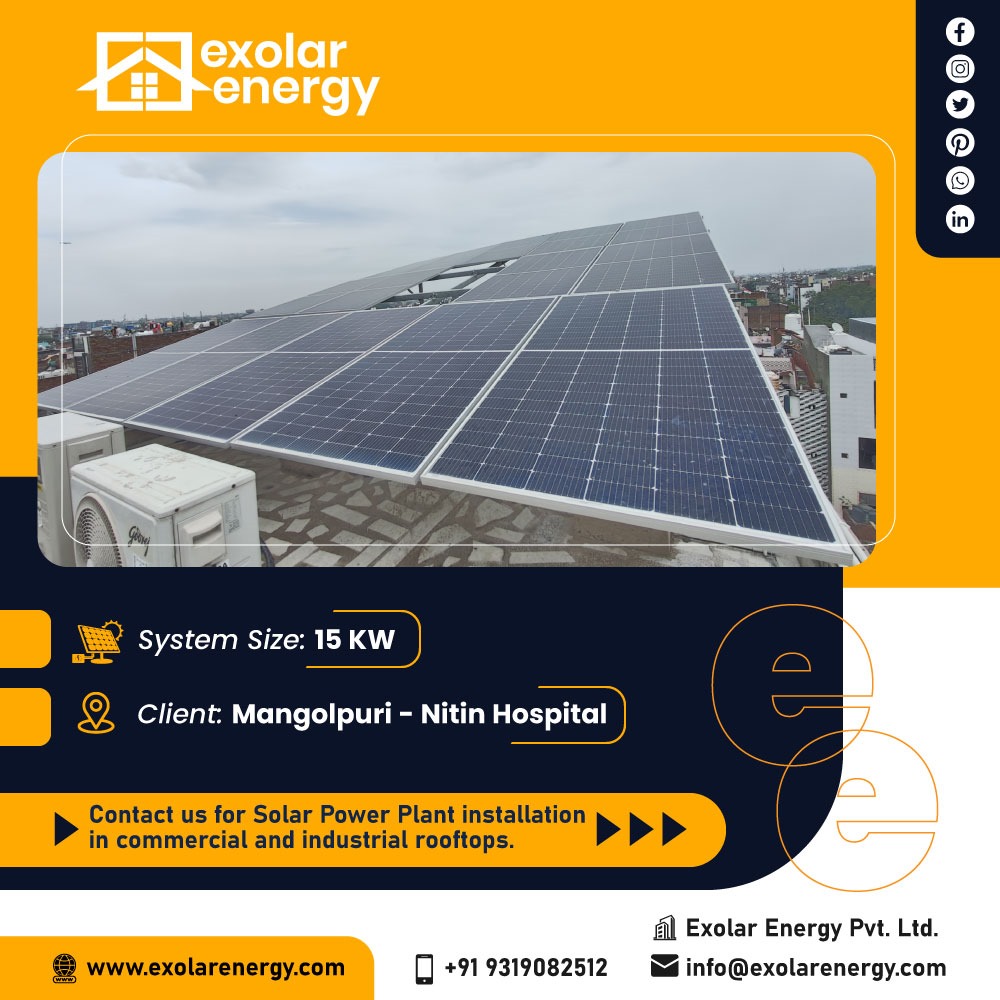 exolar
energy
Godrej
System Size: 15 KW
Client: Mangolpuri - Nitin Hospital
Contact us for Solar Power Plant installation
in commercial and industrial rooftops.
e
e
Exolar Energy Pvt. Ltd.
www.exolarenergy.com
+91 9319082512
info@exolarenergy.com